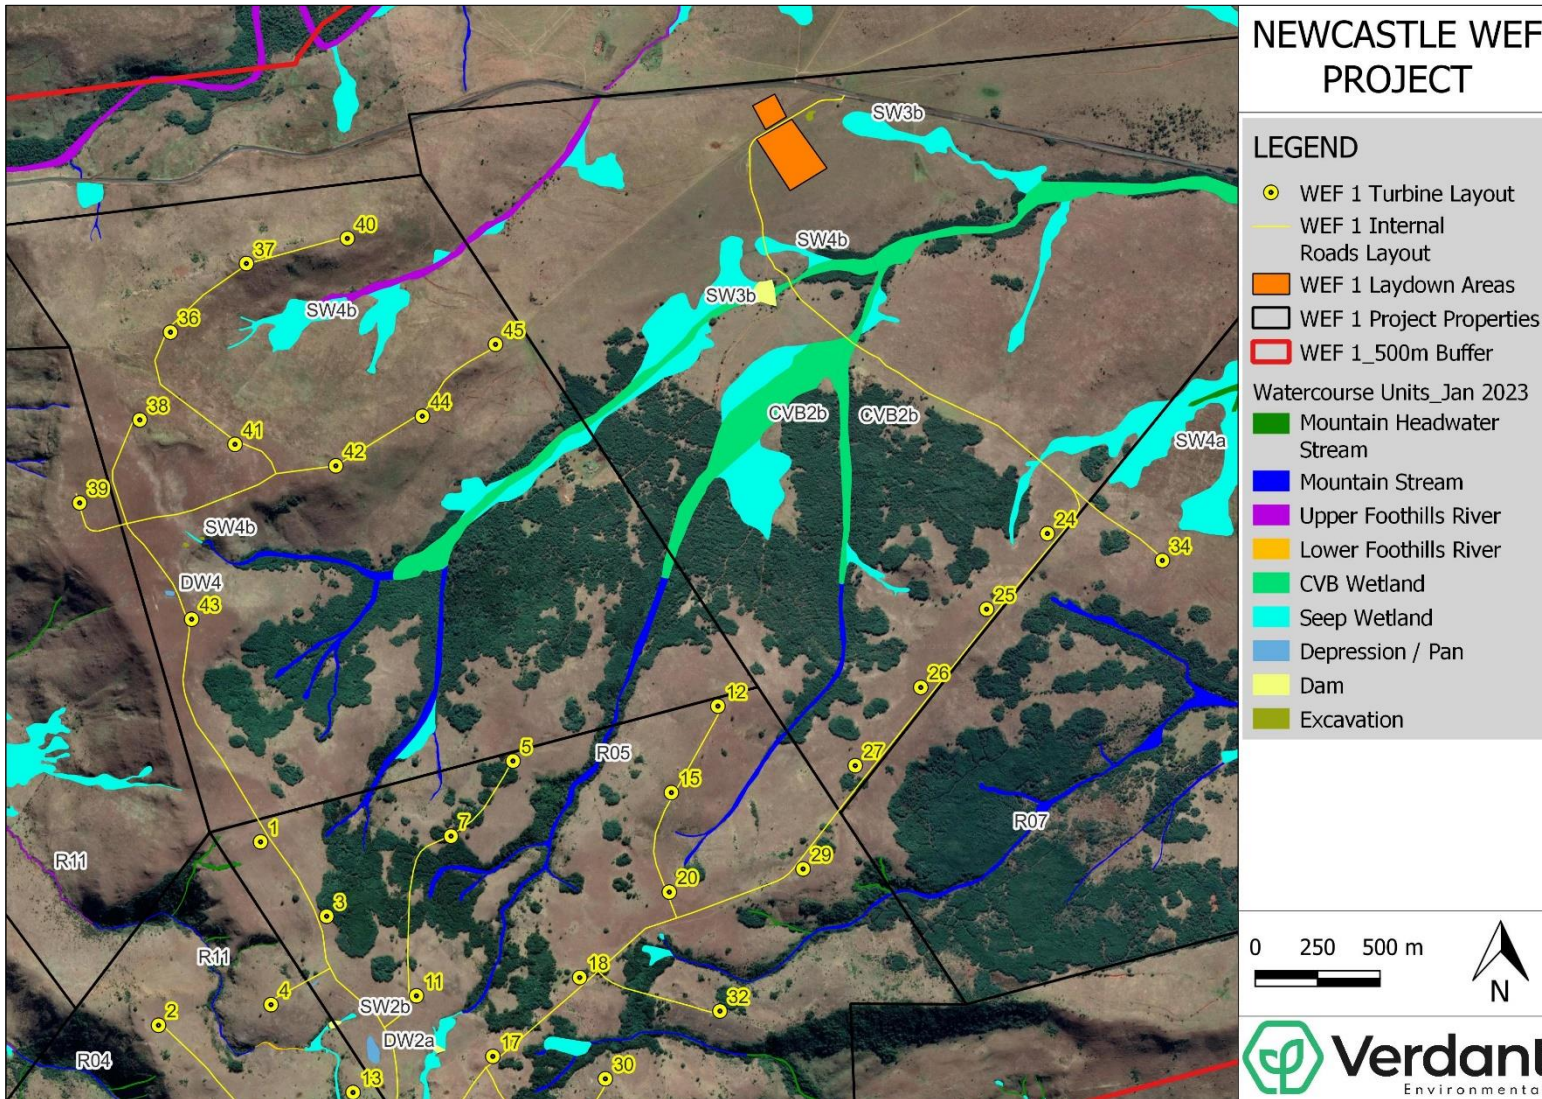 NEWCASTLE WEF
PROJECT
LEGEND
WEF 1 Turbine Layout
WEF 1 Internal
Roads Layout
WEF 1 Laydown Areas
WEF 1 Project Properties
WEF 1_500m Buffer
Watercourse Units_Jan 2023
Mountain Headwater
Stream
Mountain Stream
Upper Foothills River
Lower Foothills River
CVB Wetland
Seep Wetland
Depression / Pan
Dam
Excavation
0 250 500 m
N
Verdant
Environmenta
SW3b
40
37
SW4b
SW4b
SW3b
36
45
38
44
CVB2b
CVB2b
41
42
SW4a
39
SW4b
24
34
DW4
43
25
26
12
5
R05
27
15
7
1
R07
R11
29
20
3
R11
18
11
4
SW2b
32
2
DW2a
17
R04
13
30